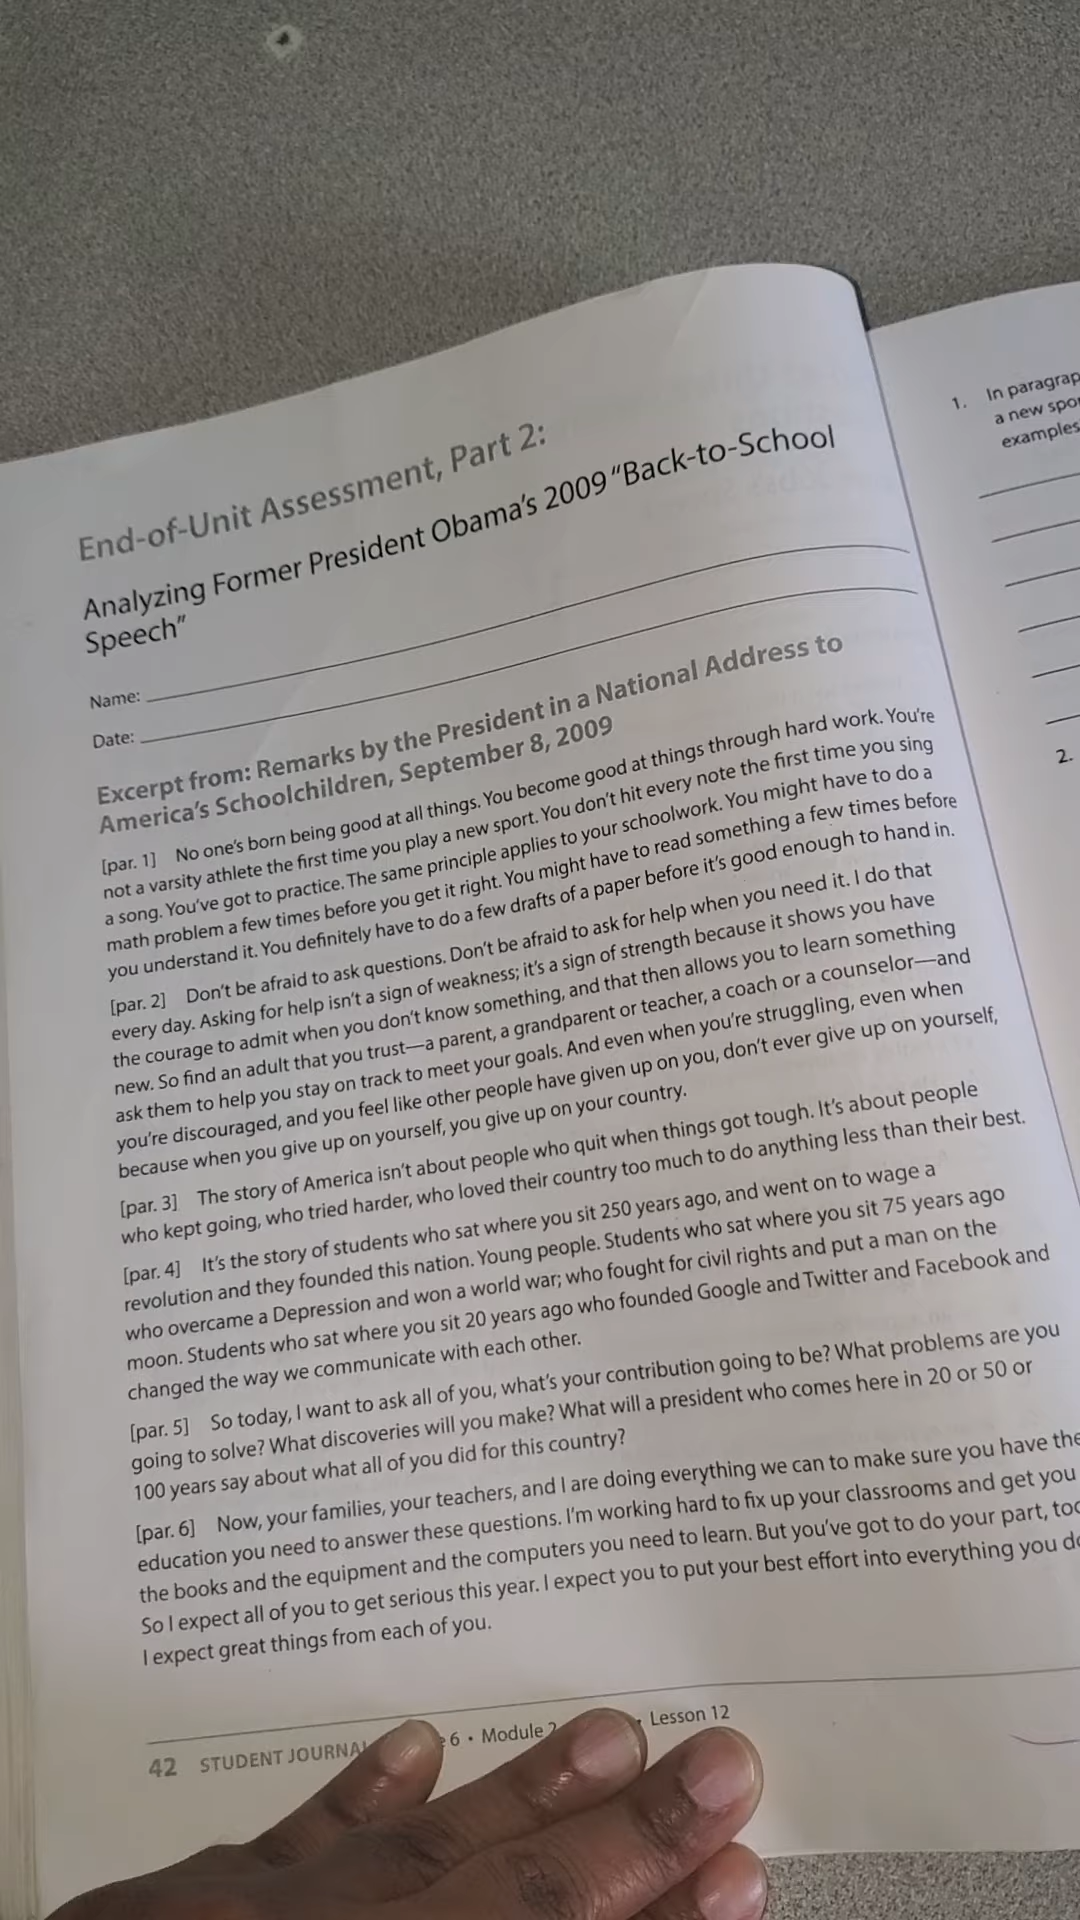 End-of-Unit Assessment, Part 2:
Analyzing Former President Obama's 2009 "Back-to-School
Speech"
Name:
Date:
Excerpt from: Remarks by the President in a National Address to
America's Schoolchildren, September 8, 2009
[par. 1] No one's born being good at all things. You become good at things through hard work. You're
not a varsity athlete the first time you play a new sport. You don't hit every note the first time you sing
a song. You've got to practice. The same principle applies to your schoolwork. You might have to do a
math problem a few times before you get it right. You might have to read something a few times before
you understand it. You definitely have to do a few drafts of a paper before it's good enough to hand in.
[par. 2] Don't be afraid to ask questions. Don't be afraid to ask for help when you need it. I do that
every day. Asking for help isn't a sign of weakness; it's a sign of strength because it shows you have
the courage to admit when you don't know something, and that then allows you to learn something
new. So find an adult that you trust—a parent, a grandparent or teacher, a coach or a counselor—and
ask them to help you stay on track to meet your goals. And even when you're struggling, even when
you're discouraged, and you feel like other people have given up on you, don't ever give up on yourself,
because when you give up on yourself, you give up on your country.
[par. 3] The story of America isn't about people who quit when things got tough. It's about people
who kept going, who tried harder, who loved their country too much to do anything less than their best.
[par. 4] It's the story of students who sat where you sit 250 years ago, and went on to wage a
revolution and they founded this nation. Young people. Students who sat where you sit 75 years ago
who overcame a Depression and won a world war; who fought for civil rights and put a man on the
moon. Students who sat where you sit 20 years ago who founded Google and Twitter and Facebook and
changed the way we communicate with each other.
[par. 5] So today, I want to ask all of you, what's your contribution going to be? What problems are you
going to solve? What discoveries will you make? What will a president who comes here in 20 or 50 or
100 years say about what all of you did for this country?
[par. 6] Now, your families, your teachers, and I are doing everything we can to make sure you have the
education you need to answer these questions. I'm working hard to fix up your classrooms and get you
the books and the equipment and the computers you need to learn. But you've got to do your part, too
So I expect all of you to get serious this year. I expect you to put your best effort into everything you do
I expect great things from each of you.
42 STUDENT JOURNAL 6 • Module 2 Lesson 12
1. In paragrap
a new spo
examples
2.